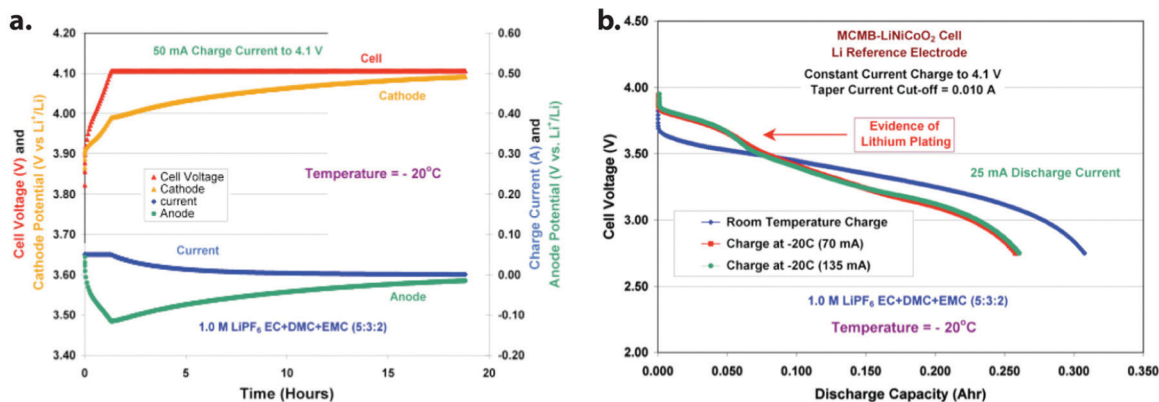 a.
50 mA Charge Current to 4.1 V
Cell
Cathode
Cell Voltage
Cathode
current
Anode
Temperature = - 20°C
Current
Anode
1.0 M LiPF6 EC+DMC+EMC (5:3:2)
Cell Voltage (V) and
Cathode Potential (V vs. Li+/Li)
4.20
4.10
4.00
3.90
3.80
3.70
3.60
3.50
3.40
0.60
0.50
0.40
0.30
0.20
0.10
0.00
-0.10
-0.20
Charge Current (A) and
Anode Potential (V vs. Li+/Li)
0
5
10
15
20
Time (Hours)
b.
MCMB-LiNiCoO2 Cell
Li Reference Electrode
Constant Current Charge to 4.1 V
Taper Current Cut-off = 0.010 A
Evidence of
Lithium Plating
25 mA Discharge Current
Room Temperature Charge
Charge at -20C (70 mA)
Charge at -20C (135 mA)
1.0 M LiPF6 EC+DMC+EMC (5:3:2)
Temperature = - 20°C
Cell Voltage (V)
4.00
3.50
3.00
2.50
2.00
0.000
0.050
0.100
0.150
0.200
0.250
0.300
0.350
Discharge Capacity (Ahr)